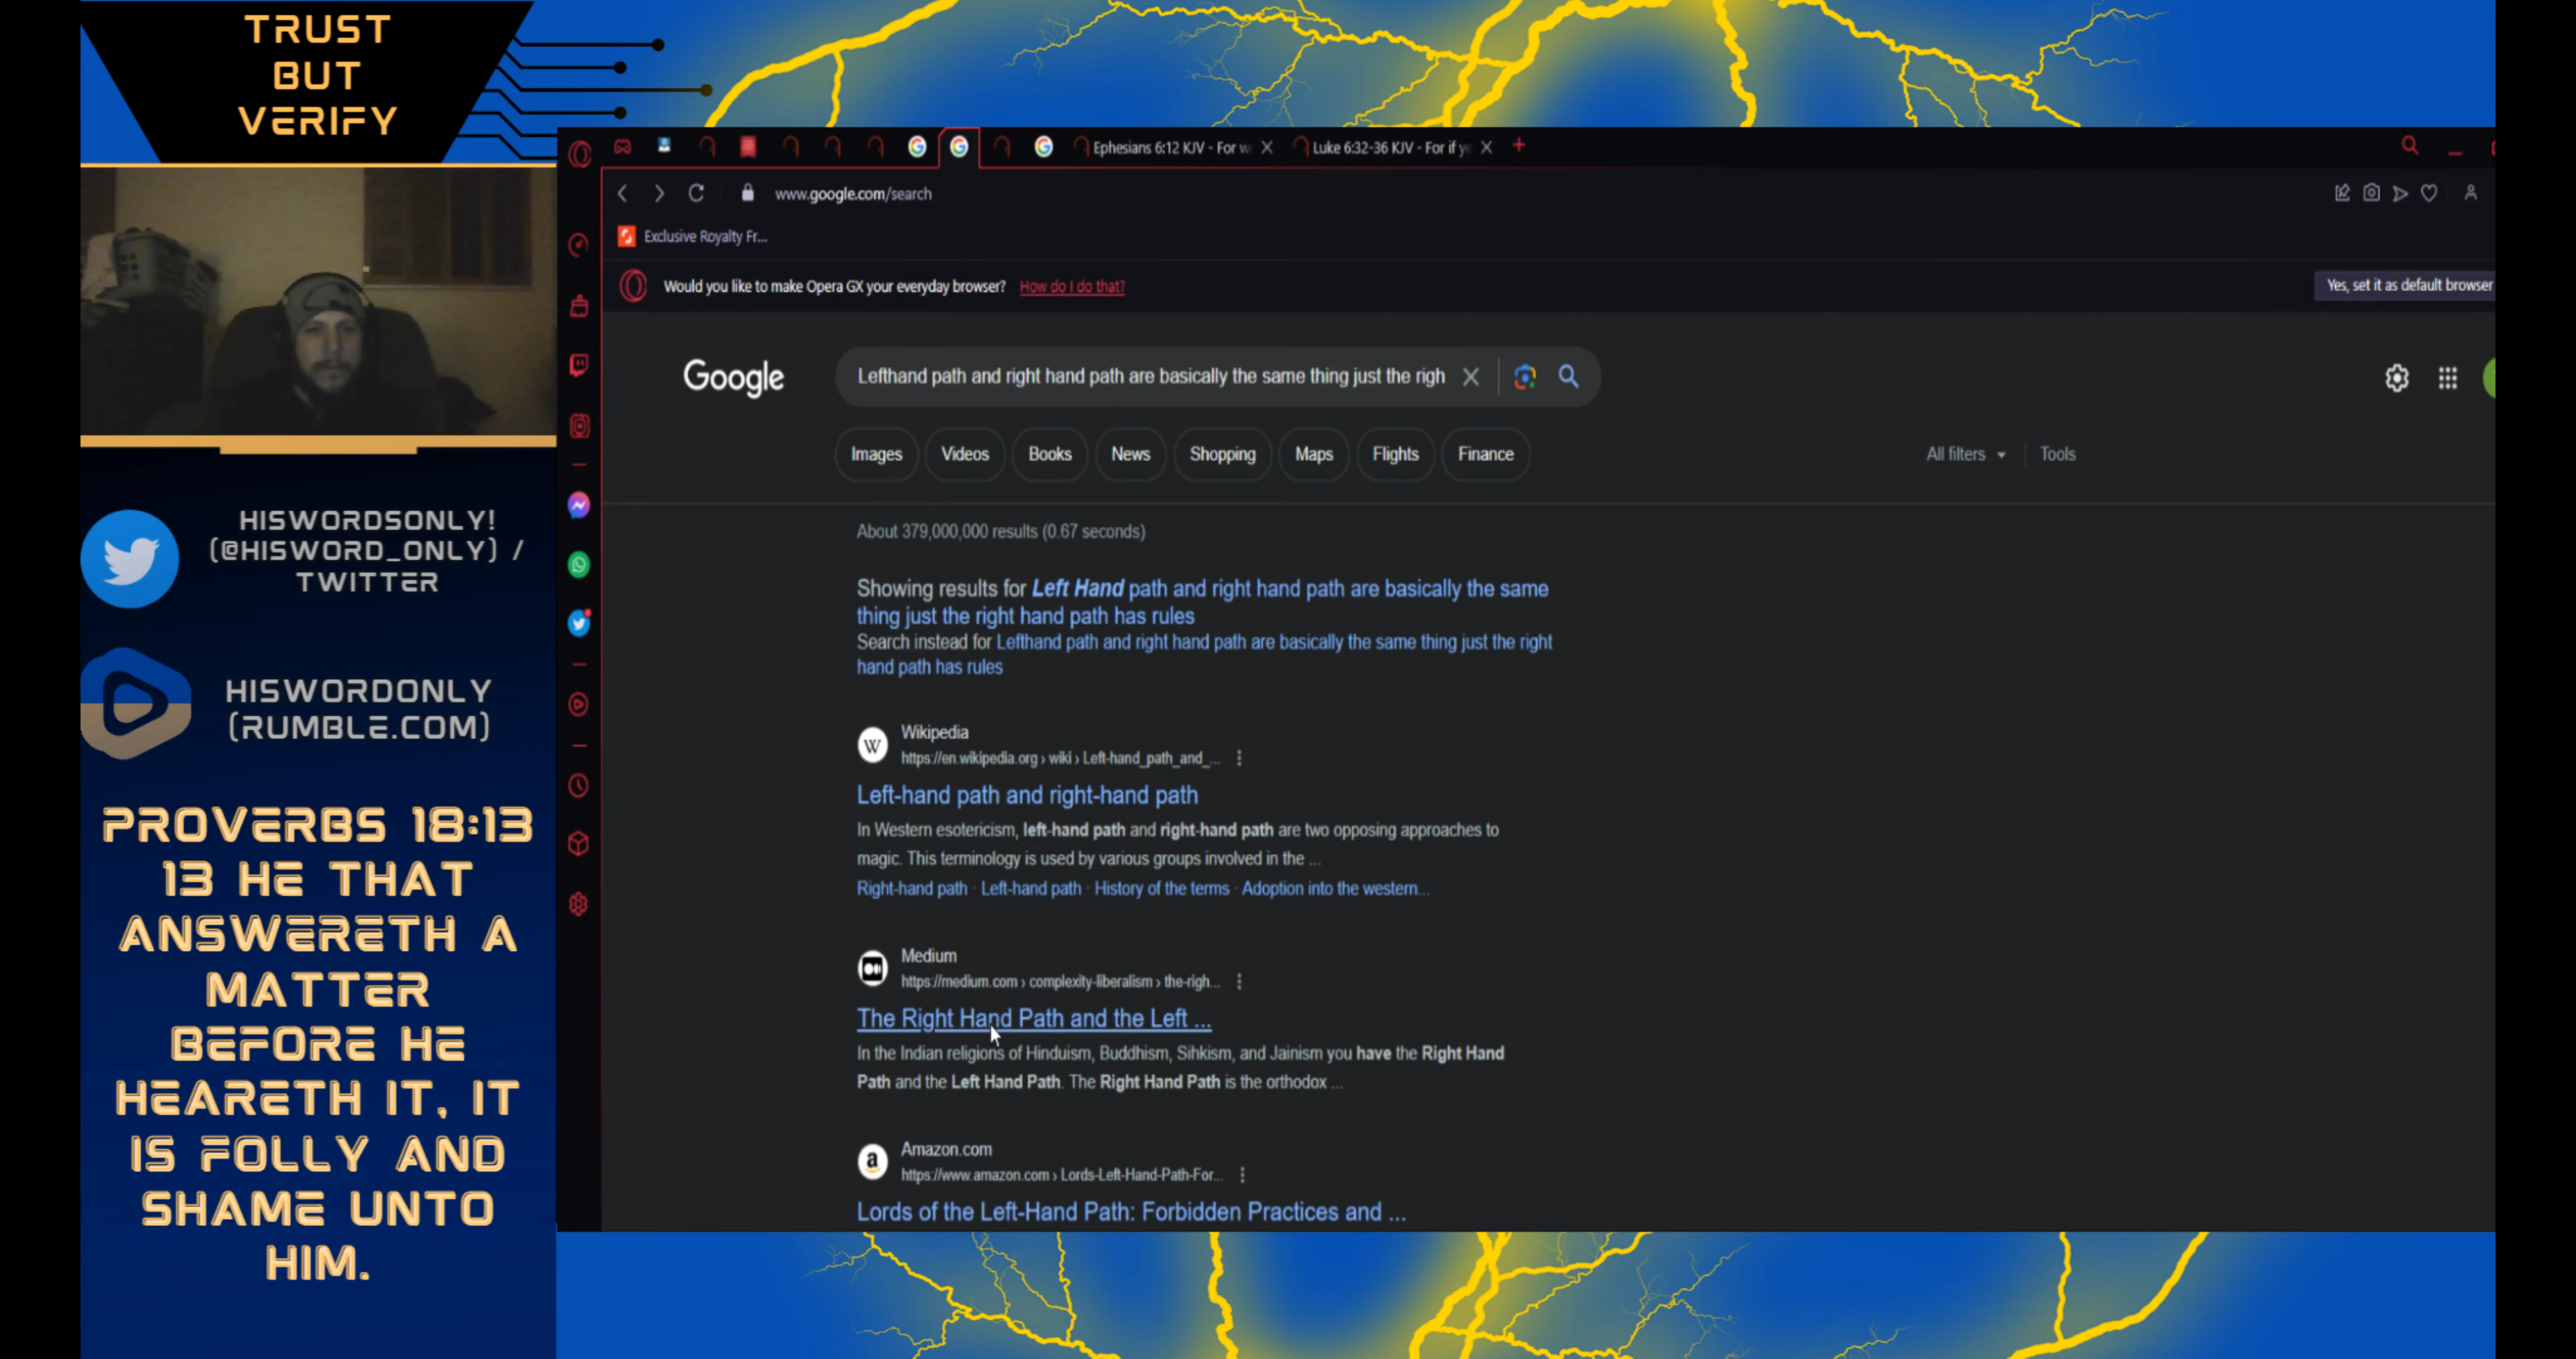 TRUST
BUT
VERIFY
HISWORDSONLY!
(@HISWORD_ONLY) /
TWITTER
HISWORDONLY
(RUMBLE.COM)
PROVERBS 18:13
13 HE THAT
ANSWERETH A
MATTER
BEFORE HE
HEARETH IT, IT
IS FOLLY AND
SHAME UNTO
HIM.
Ephesians 6:12 KJV - For w
Luke 6:32-36 KJV - For if y
www.google.com/search
Exclusive Royalty Fr...
Would you like to make Opera GX your everyday browser? How do I do that?
Yes, set it as default browser
Google
Lefthand path and right hand path are basically the same thing just the righ
Images Videos Books News Shopping Maps Flights Finance
All filters Tools
About 379,000,000 results (0.67 seconds)
Showing results for Left Hand path and right hand path are basically the same
thing just the right hand path has rules
Search instead for Lefthand path and right hand path are basically the same thing just the right
hand path has rules
W
Wikipedia
https://en.wikipedia.org › wiki › Left-hand_path_and_...
Left-hand path and right-hand path
In Western esotericism, left-hand path and right-hand path are two opposing approaches to
magic. This terminology is used by various groups involved in the ...
Right-hand path · Left-hand path · History of the terms · Adoption into the western...
Medium
https://medium.com › complexity-liberalism › the-righ...
The Right Hand Path and the Left ...
In the Indian religions of Hinduism, Buddhism, Sihkism, and Jainism you have the Right Hand
Path and the Left Hand Path. The Right Hand Path is the orthodox ...
a
Amazon.com
https://www.amazon.com › Lords-Left-Hand-Path-For...
Lords of the Left-Hand Path: Forbidden Practices and ...